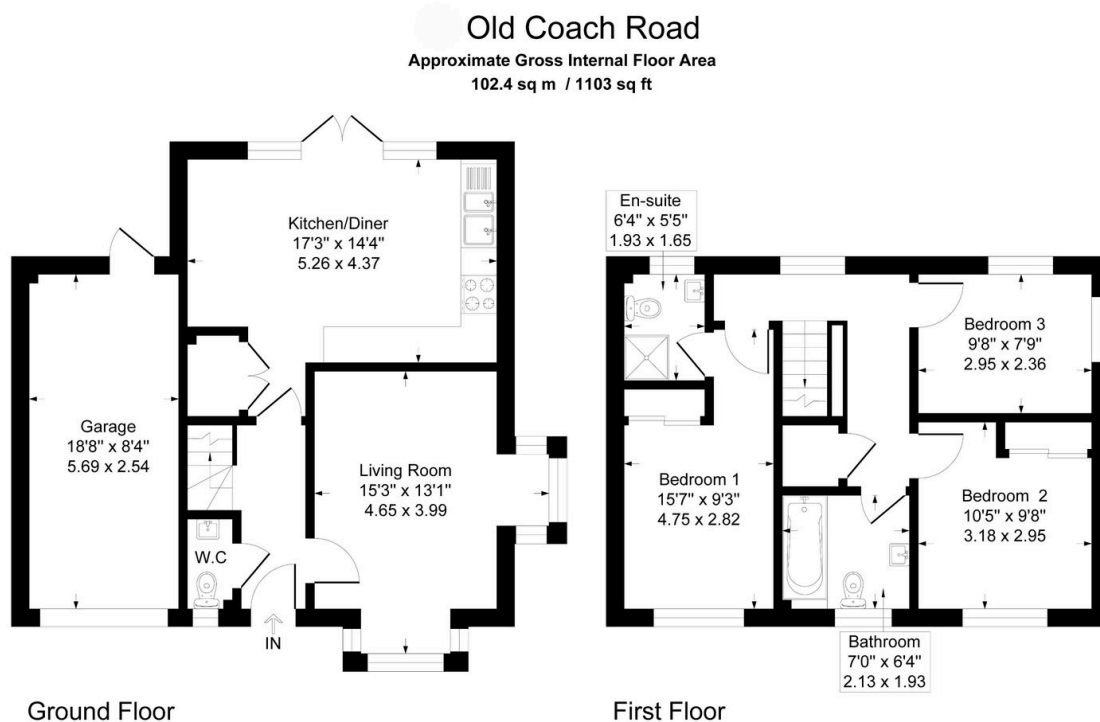 Old Coach Road
Approximate Gross Internal Floor Area
102.4 sq m / 1103 sq ft
Kitchen/Diner
17'3" x 14'4"
5.26 x 4.37
Garage
18'8" x 8'4"
5.69 x 2.54
Living Room
15'3" x 13'1"
4.65 x 3.99
W.C
IN
Ground Floor
En-suite
6'4" x 5'5"
1.93 x 1.65
Bedroom 3
9'8" x 7'9"
2.95 x 2.36
Bedroom 1
15'7" x 9'3"
4.75 x 2.82
Bedroom 2
10'5" x 9'8"
3.18 x 2.95
Bathroom
7'0" x 6'4"
2.13 x 1.93
First Floor